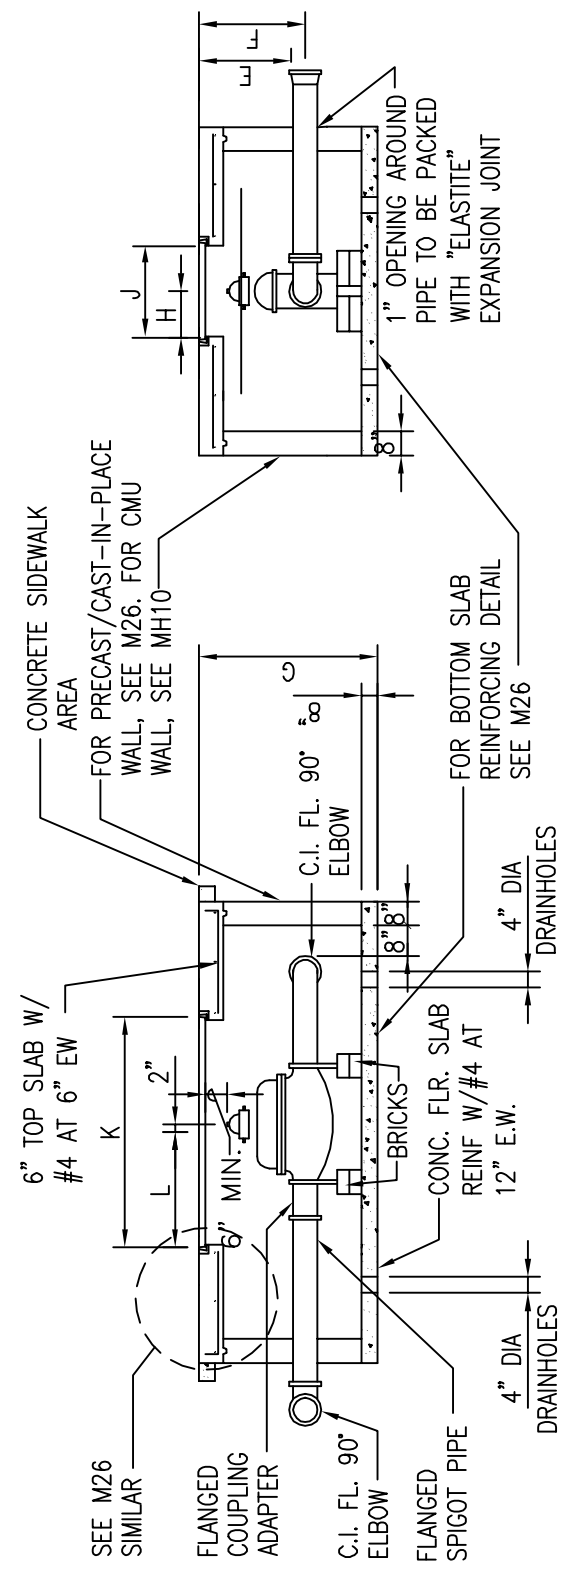 SEE M26
SIMILAR
6" TOP SLAB W/
#4 AT 6" EW
CONCRETE SIDEWALK
AREA
FOR PRECAST/CAST-IN-PLACE
WALL, SEE M26. FOR CMU
WALL, SEE MH10
K
L
2"
6"
MIN.
FLANGED
COUPLING
ADAPTER
C.I. FL. 90°
ELBOW
FLANGED
SPIGOT PIPE
C.I. FL. 90°
ELBOW
G
8"
8"
8"
BRICKS
4" DIA
DRAINHOLES
CONC. FLR. SLAB
REINF W/#4 AT
12" E.W.
4" DIA
DRAINHOLES
FOR BOTTOM SLAB
REINFORCING DETAIL
SEE M26
J
H
F
E
8"
1" OPENING AROUND
PIPE TO BE PACKED
WITH "ELASTITE"
EXPANSION JOINT